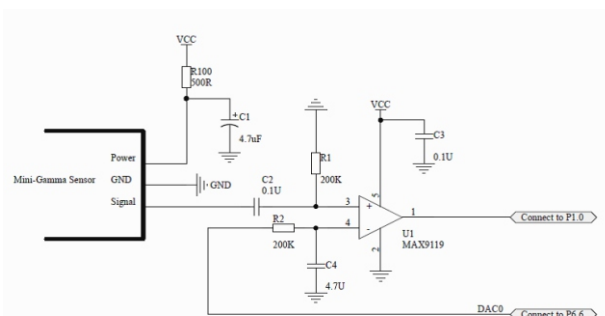 VCC
R100
500R
+C1
4.7uF
VCC
C3
0.1U
Power
Mini-Gamma Sensor
GND
GND
Signal
C2
0.1U
R1
200K
3
+
5
1
Connect to P1.0
R2
4
-
U1
200K
2
MAX9119
C4
4.7U
DAC0
Connect to P6.6